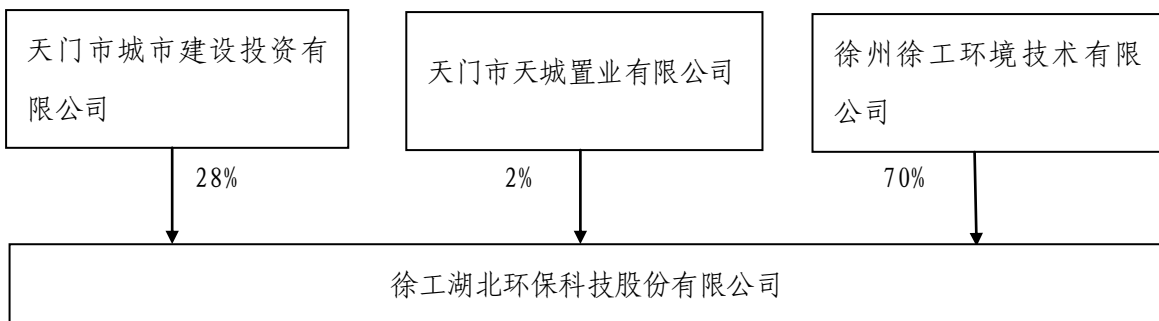 天门市城市建设投资有
限公司
天门市天城置业有限公司
徐州徐工环境技术有限
公司
28%
2%
70%
徐工湖北环保科技股份有限公司